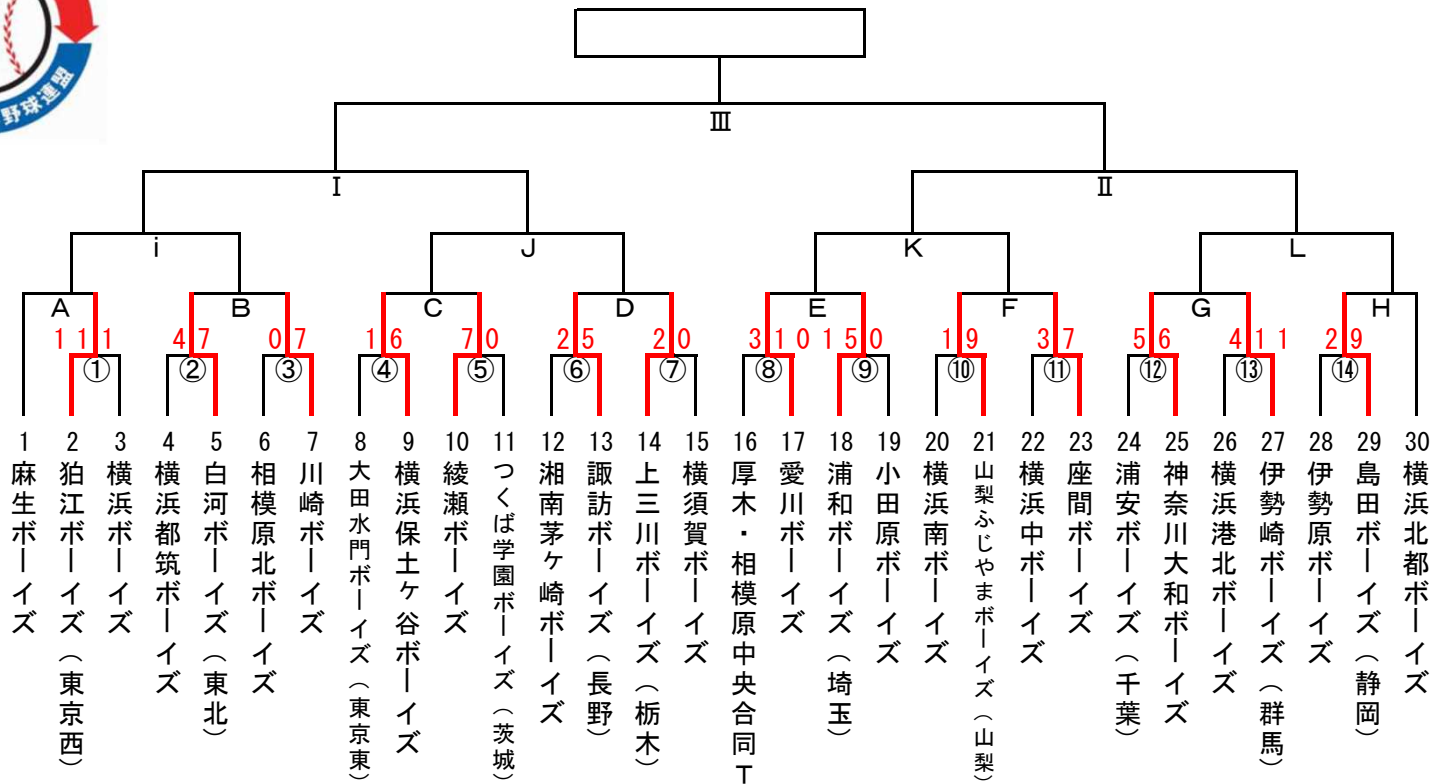 野球連盟
Ⅲ
Ⅰ Ⅱ
i J K L
A B C D E F G H
1 1 1 4 7 0 7 1 6 7 0 2 5 2 0 3 1 0 1 5 0 1 9 3 7 5 6 4 1 1 2 9
① ② ③ ④ ⑤ ⑥ ⑦ ⑧ ⑨ ⑩ ⑪ ⑫ ⑬ ⑭
1 麻生ボーイズ
2 狛江ボーイズ（東京西）
3 横浜ボーイズ
4 横浜都筑ボーイズ
5 白河ボーイズ（東北）
6 相模原北ボーイズ
7 川崎ボーイズ
8 大田水門ボーイズ（東京東）
9 横浜保土ヶ谷ボーイズ
10 綾瀬ボーイズ
11 つくば学園ボーイズ（茨城）
12 湘南茅ケ崎ボーイズ
13 諏訪ボーイズ（長野）
14 上三川ボーイズ（栃木）
15 横須賀ボーイズ
16 厚木・相模原中央合同T
17 愛川ボーイズ
18 浦和ボーイズ（埼玉）
19 小田原ボーイズ
20 横浜南ボーイズ
21 山梨ふじやまボーイズ（山梨）
22 横浜中ボーイズ
23 座間ボーイズ
24 浦安ボーイズ（千葉）
25 神奈川大和ボーイズ
26 横浜港北ボーイズ
27 伊勢崎ボーイズ（群馬）
28 伊勢原ボーイズ
29 島田ボーイズ（静岡）
30 横浜北都ボーイズ